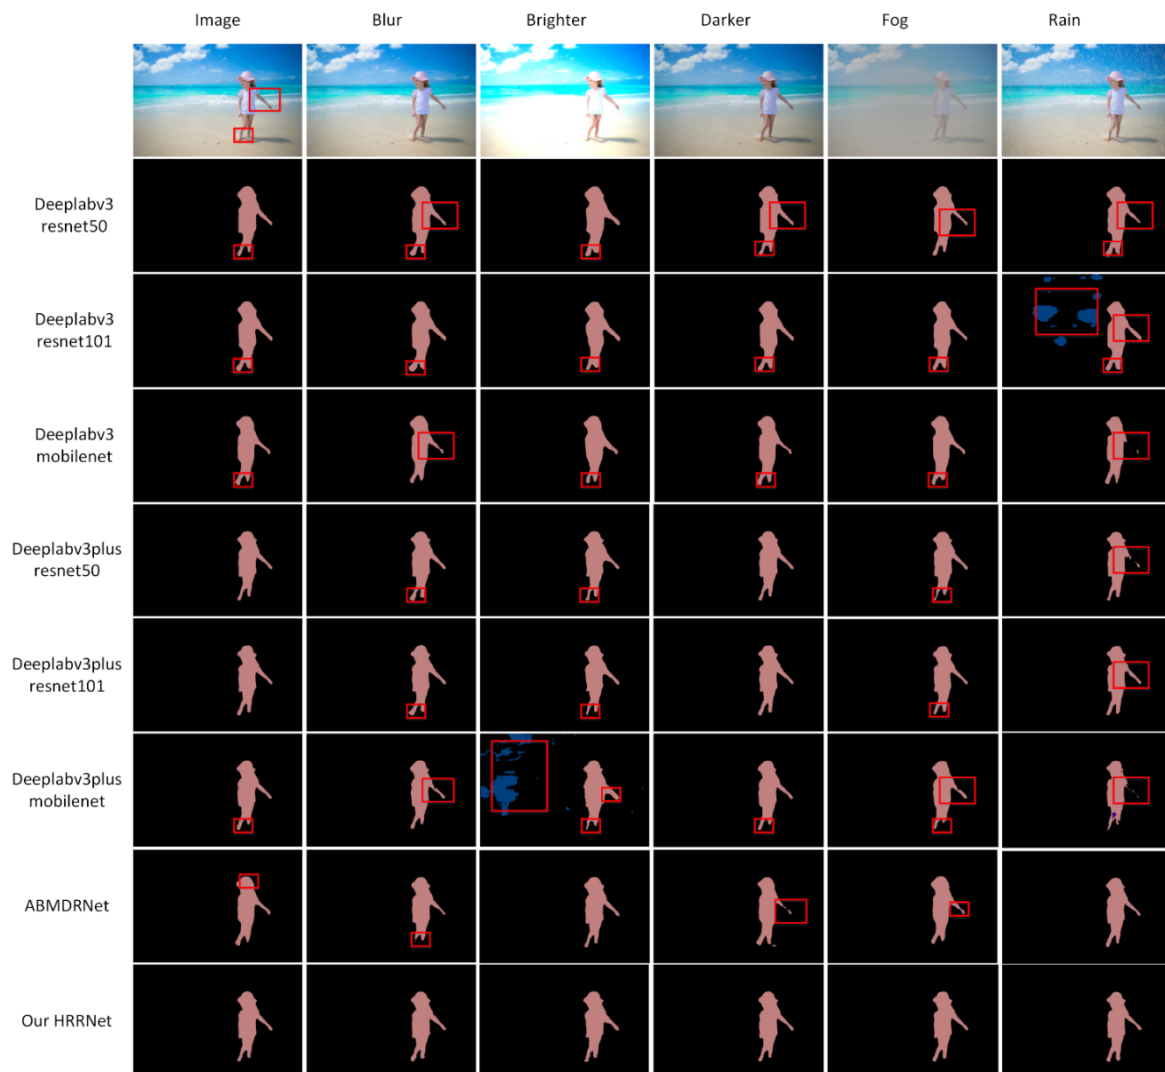 Image
Blur
Brighter
Darker
Fog
Rain
Deeplabv3
resnet50
Deeplabv3
resnet101
Deeplabv3
mobilenet
Deeplabv3plus
resnet50
Deeplabv3plus
resnet101
Deeplabv3plus
mobilenet
ABMDRNet
Our HRRNet